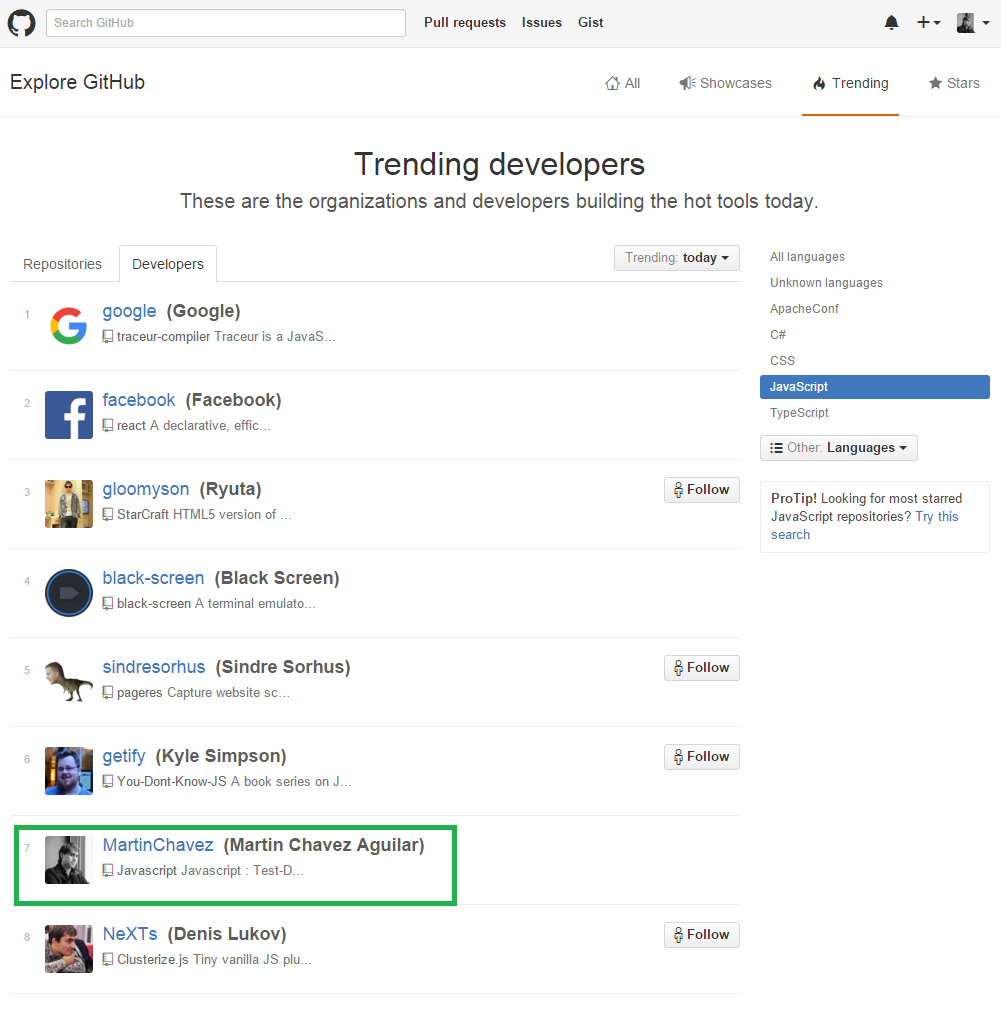 Search GitHub Pull requests Issues Gist
Explore GitHub All Showcases Trending Stars
Trending developers
These are the organizations and developers building the hot tools today.
Repositories Developers Trending: today
1 google (Google)
traceur-compiler Traceur is a JavaS…
2 facebook (Facebook)
react A declarative, effic…
3 gloomyson (Ryuta) Follow
StarCraft HTML5 version of …
4 black-screen (Black Screen)
black-screen A terminal emulato…
5 sindresorhus (Sindre Sorhus) Follow
pageres Capture website sc…
6 getify (Kyle Simpson) Follow
You-Dont-Know-JS A book series on J…
7 MartinChavez (Martin Chavez Aguilar)
Javascript Javascript : Test-D…
8 NeXTs (Denis Lukov) Follow
Clusterize.js Tiny vanilla JS plu…
All languages
Unknown languages
ApacheConf
C#
CSS
JavaScript
TypeScript
Other: Languages
ProTip! Looking for most starred
JavaScript repositories? Try this
search